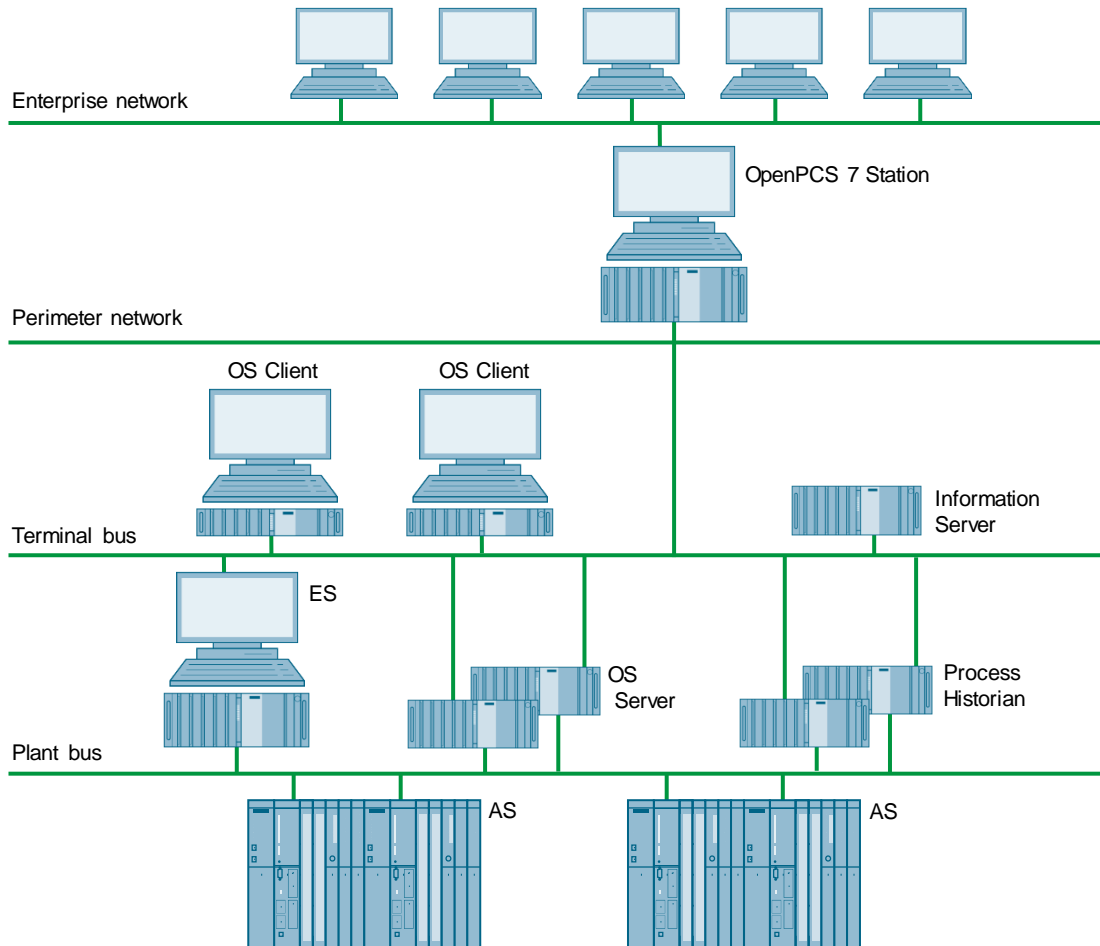 Enterprise network
OpenPCS 7 Station
Perimeter network
OS Client
OS Client
Information
Server
Terminal bus
ES
OS
Server
Process
Historian
Plant bus
AS
AS